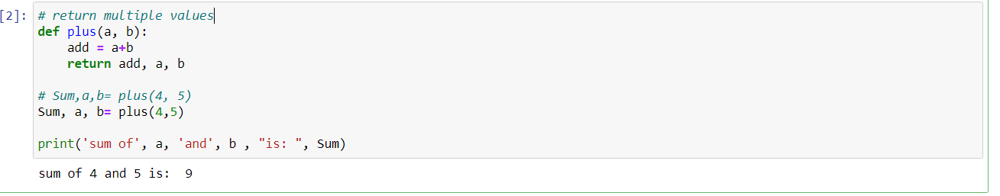 [2]: # return multiple values
def plus(a, b):
    add = a+b
    return add, a, b

# Sum,a,b= plus(4, 5)
Sum, a, b= plus(4,5)

print('sum of', a, 'and', b , "is: ", Sum)
sum of 4 and 5 is:  9